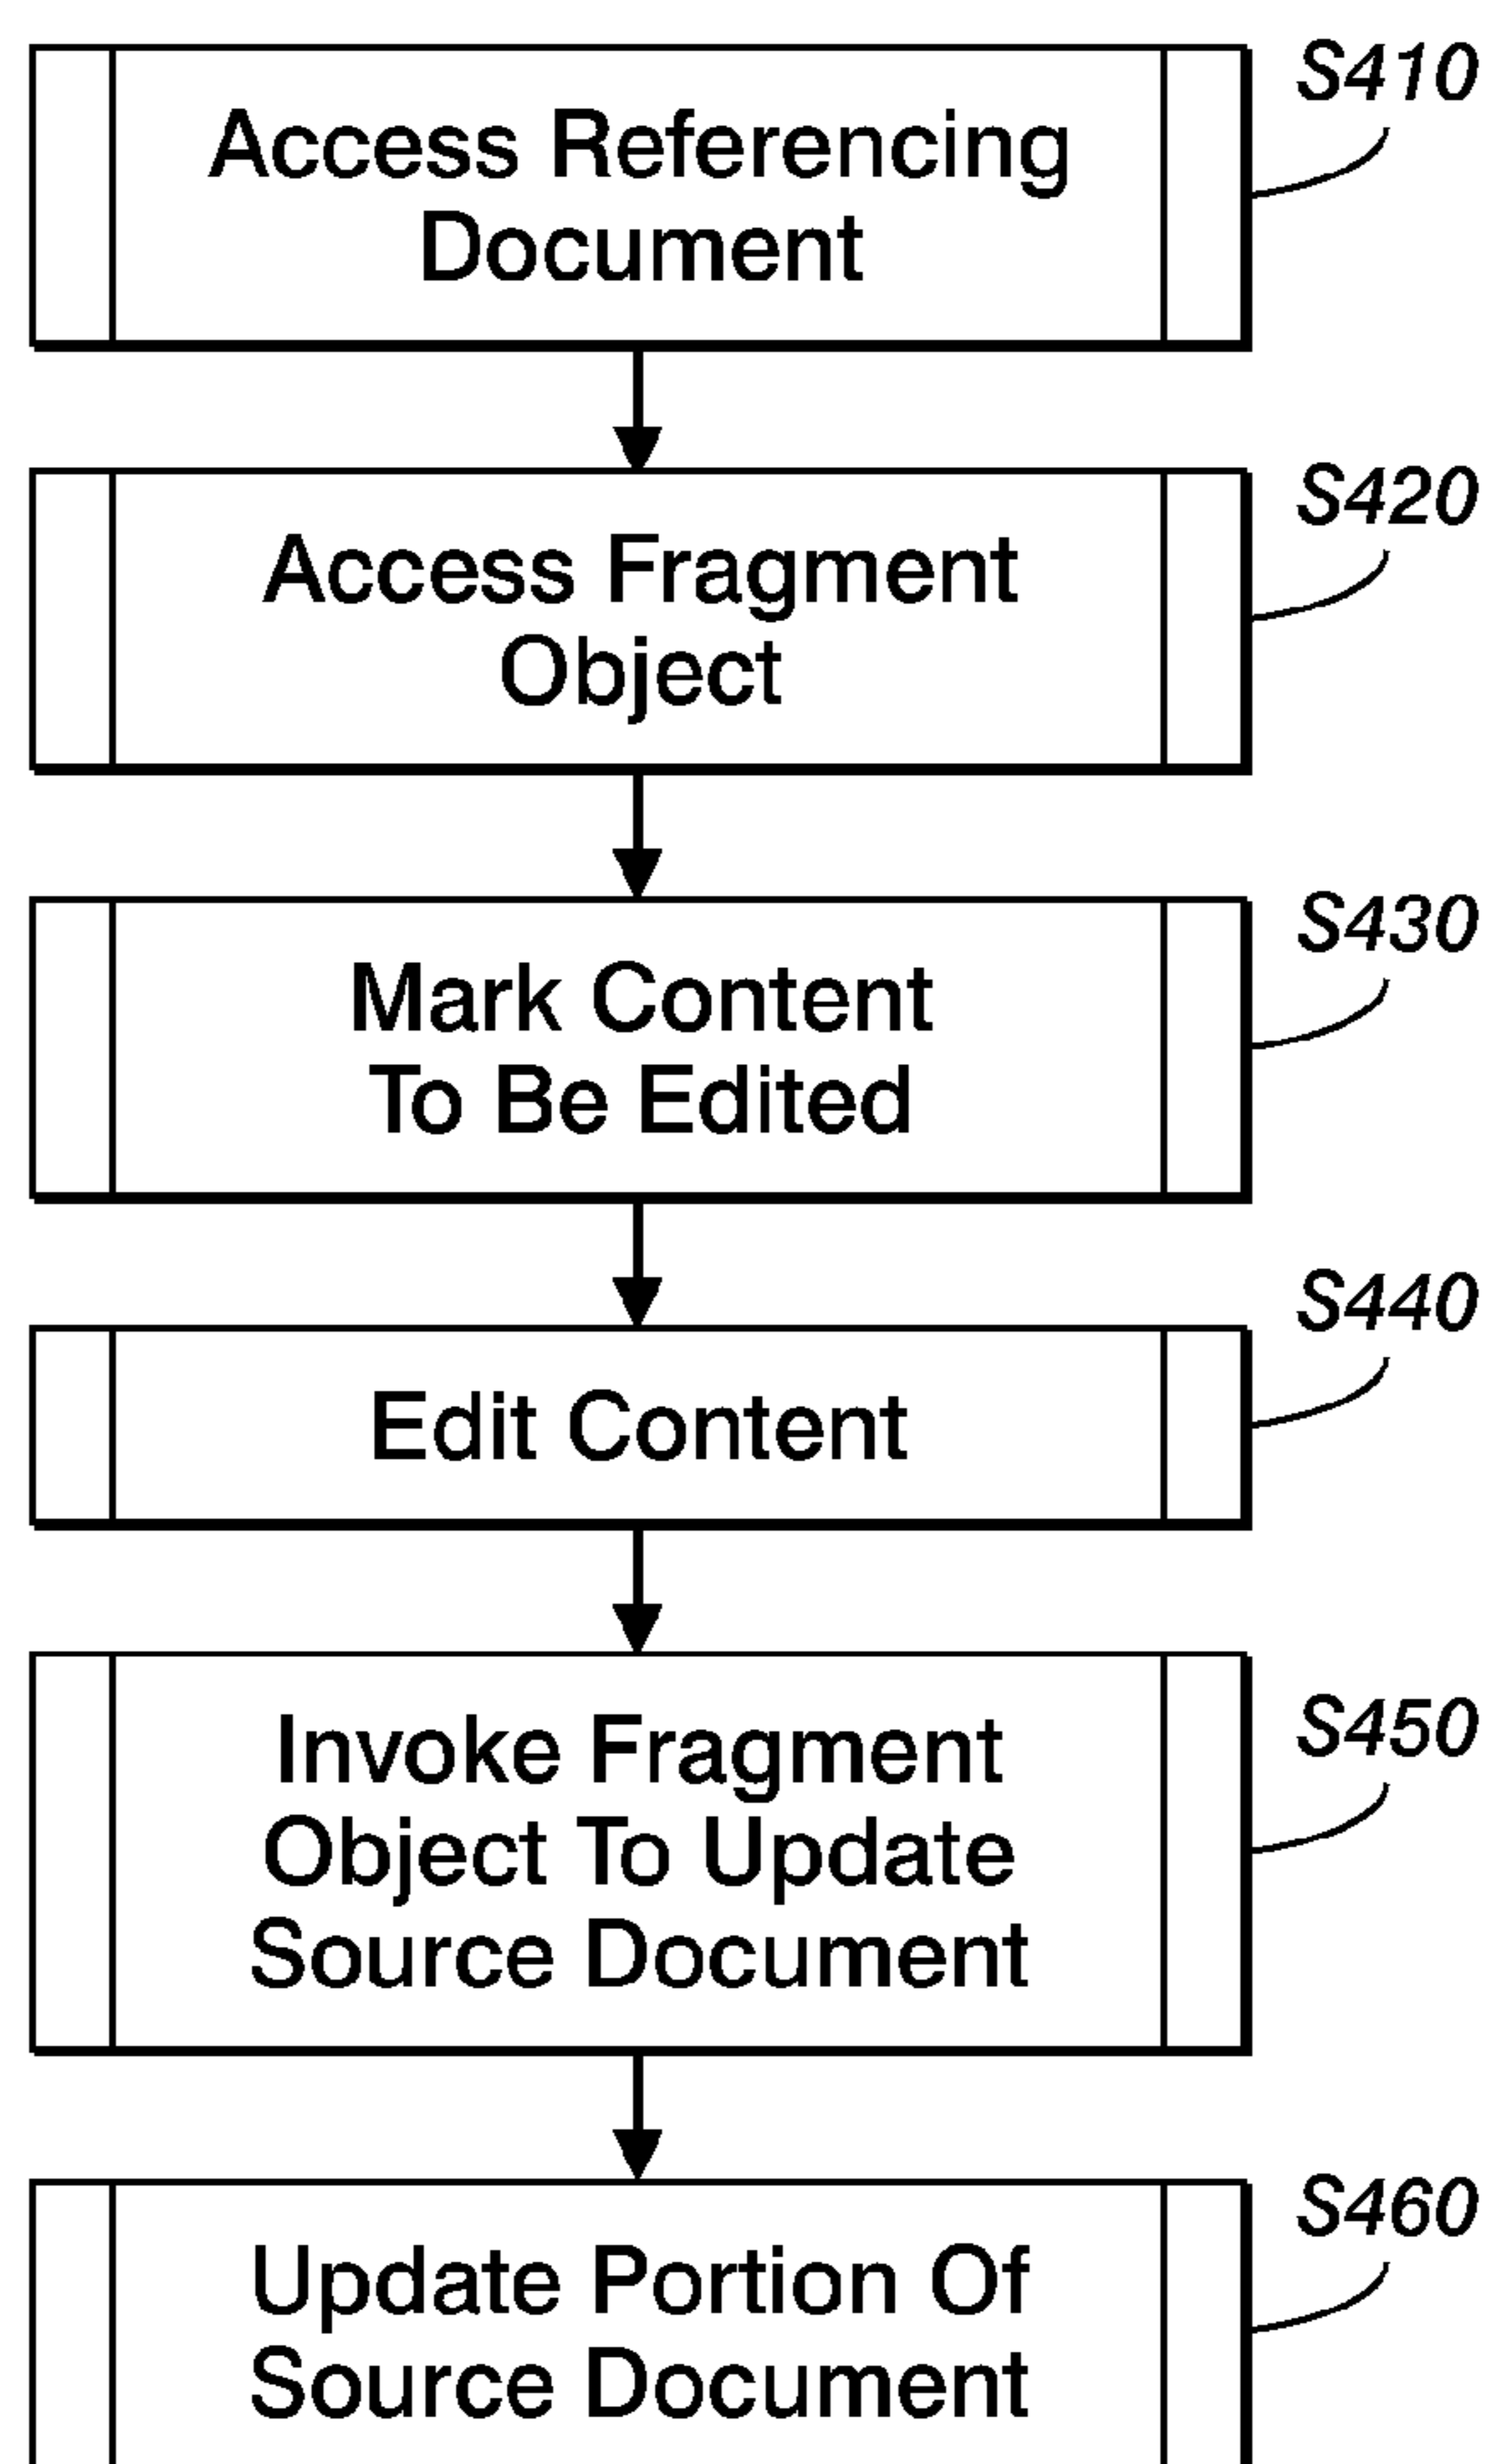 S410
Access Referencing
Document
S420
Access Fragment
Object
S430
Mark Content
To Be Edited
S440
Edit Content
S450
Invoke Fragment
Object To Update
Source Document
S460
Update Portion Of
Source Document